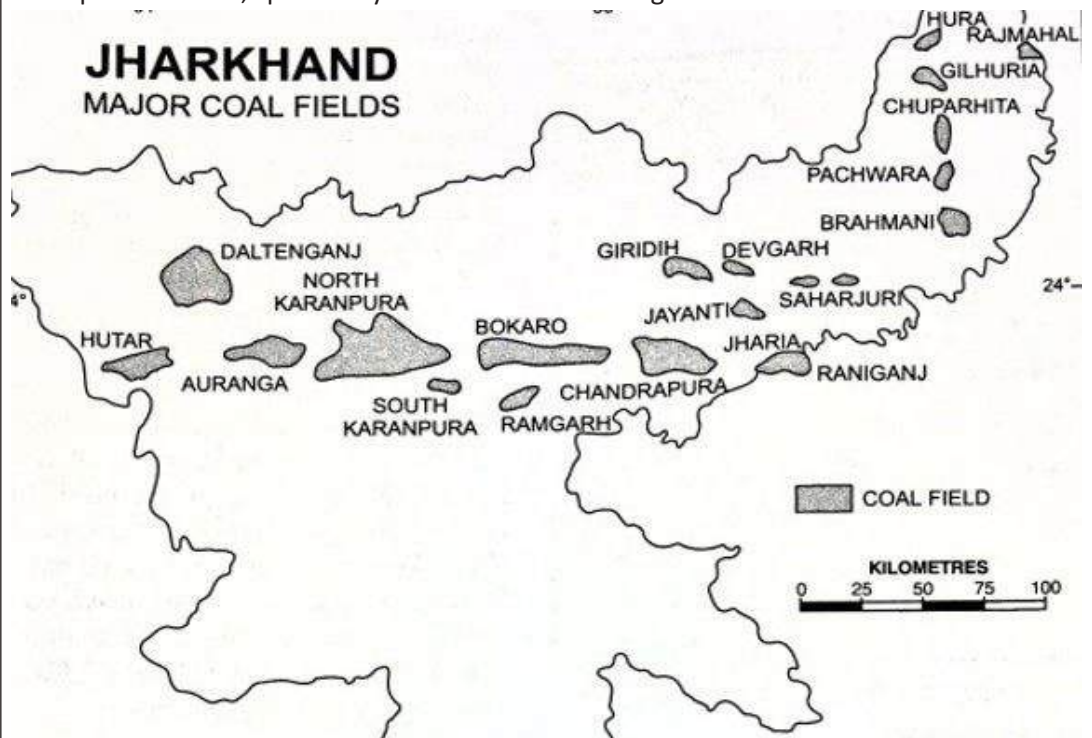 HURA
RAJMAHAL
JHARKHAND
MAJOR COAL FIELDS
GILHURIA
CHUPARHITA
PACHWARA
BRAHMANI
DALTENGANJ
GIRIDIH
DEVGARH
NORTH
KARANPURA
24°
SAHARJURI
JAYANTI
BOKARO
HUTAR
JHARIA
RANIGANJ
AURANGA
CHANDRAPURA
SOUTH
KARANPURA
RAMGARH
COAL FIELD
KILOMETRES
0 25 50 75 100